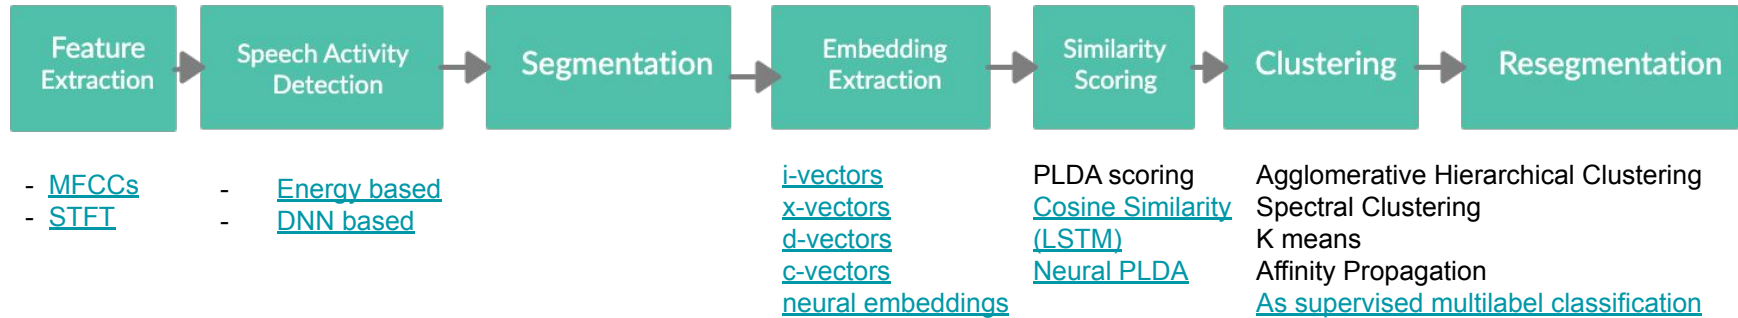 Feature
Extraction
Speech Activity
Detection
Segmentation
Embedding
Extraction
Similarity
Scoring
Clustering
Resegmentation
- MFCCs
- STFT
- Energy based
- DNN based
i-vectors
x-vectors
d-vectors
c-vectors
neural embeddings
PLDA scoring
Cosine Similarity
(LSTM)
Neural PLDA
Agglomerative Hierarchical Clustering
Spectral Clustering
K means
Affinity Propagation
As supervised multilabel classification